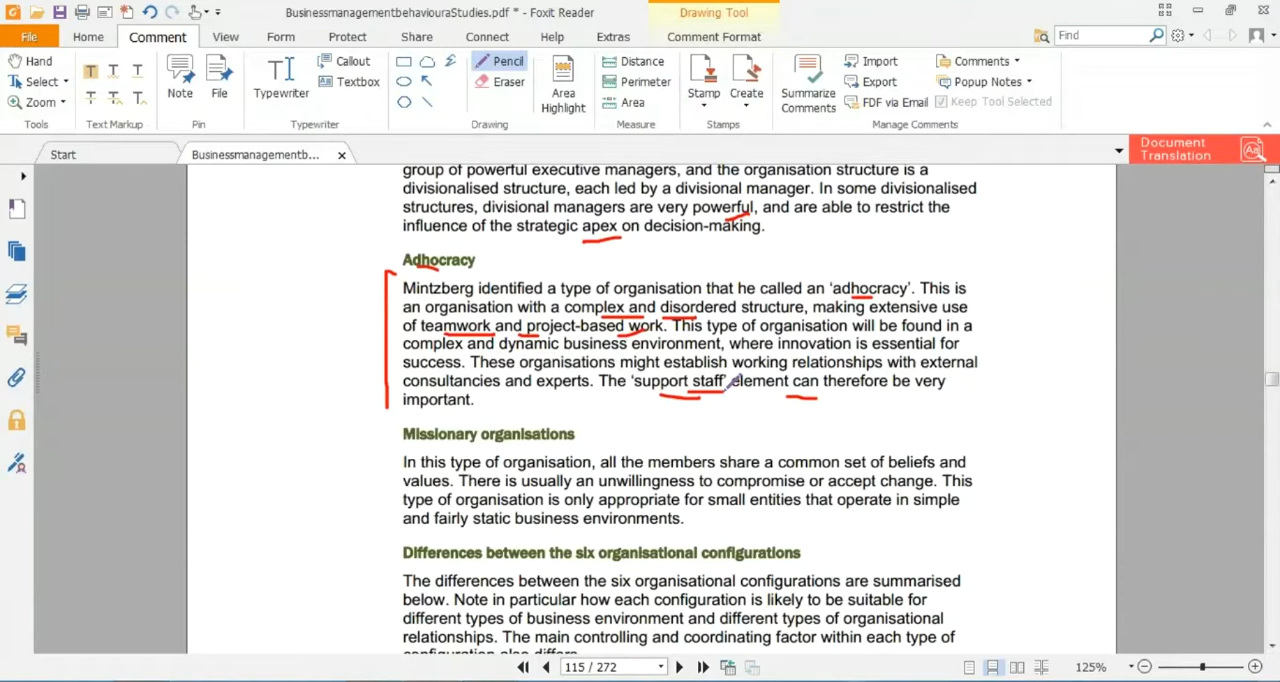 BusinessmanagementbehaviouraStudies.pdf * - Foxit Reader
Drawing Tool
File Home Comment View Form Protect Share Connect Help Extras Comment Format
Find
Hand
Select
Zoom
Tools
Text Markup
Note
File
Pin
Typewriter
Callout
Textbox
Typewriter
Pencil
Eraser
Drawing
Area
Highlight
Distance
Perimeter
Area
Measure
Stamp
Create
Stamps
Summarize
Comments
Import
Export
FDF via Email
Comments
Popup Notes
Keep Tool Selected
Manage Comments
Start
Businessmanagementb...
Document
Translation
group of powerful executive managers, and the organisation structure is a
divisionalised structure, each led by a divisional manager. In some divisionalised
structures, divisional managers are very powerful, and are able to restrict the
influence of the strategic apex on decision-making.
Adhocracy
Mintzberg identified a type of organisation that he called an ‘adhocracy’. This is
an organisation with a complex and disordered structure, making extensive use
of teamwork and project-based work. This type of organisation will be found in a
complex and dynamic business environment, where innovation is essential for
success. These organisations might establish working relationships with external
consultancies and experts. The ‘support staff’ element can therefore be very
important.
Missionary organisations
In this type of organisation, all the members share a common set of beliefs and
values. There is usually an unwillingness to compromise or accept change. This
type of organisation is only appropriate for small entities that operate in simple
and fairly static business environments.
Differences between the six organisational configurations
The differences between the six organisational configurations are summarised
below. Note in particular how each configuration is likely to be suitable for
different types of business environment and different types of organisational
relationships. The main controlling and coordinating factor within each type of
configuration also differs.
115 / 272
125%